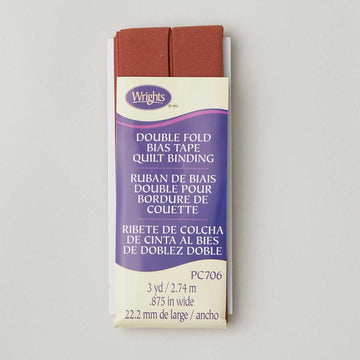 Wrights
DOUBLE FOLD
BIAS TAPE
QUILT BINDING
RUBAN DE BIAIS
DOUBLE POUR
BORDURE DE
COUETTE
RIBETE DE COLCHA
DE CINTA AL BIES
DE DOBLEZ DOBLE
PC706
3 yd / 2.74 m
.875 in wide
22.2 mm de large / ancho